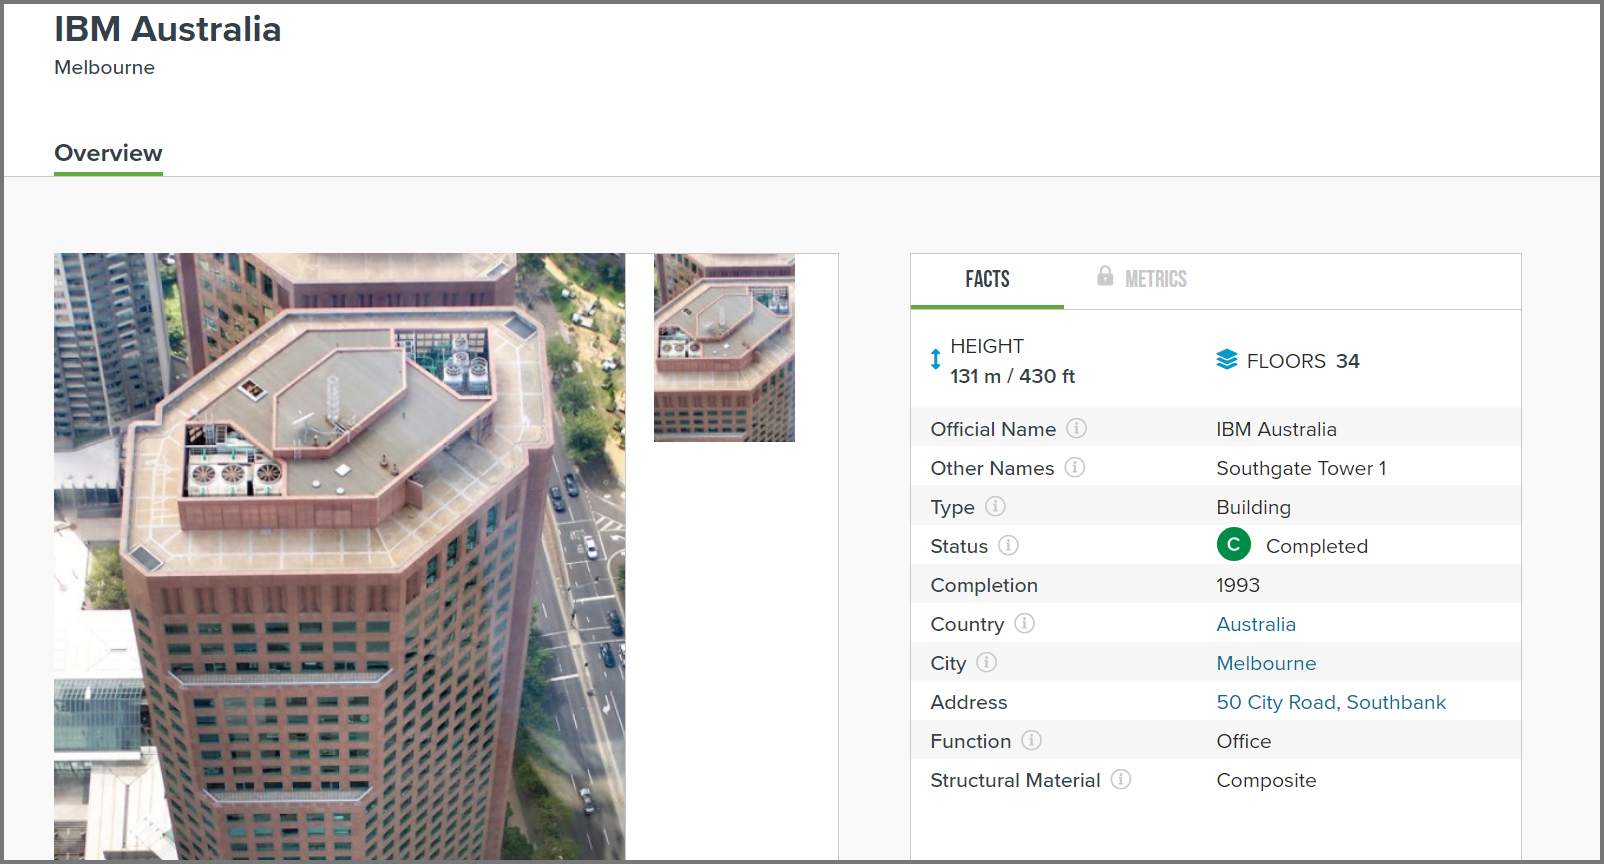 IBM Australia
Melbourne
Overview
FACTS
METRICS
HEIGHT
131 m / 430 ft
FLOORS 34
Official Name IBM Australia
Other Names Southgate Tower 1
Type Building
Status C Completed
Completion 1993
Country Australia
City Melbourne
Address 50 City Road, Southbank
Function Office
Structural Material Composite